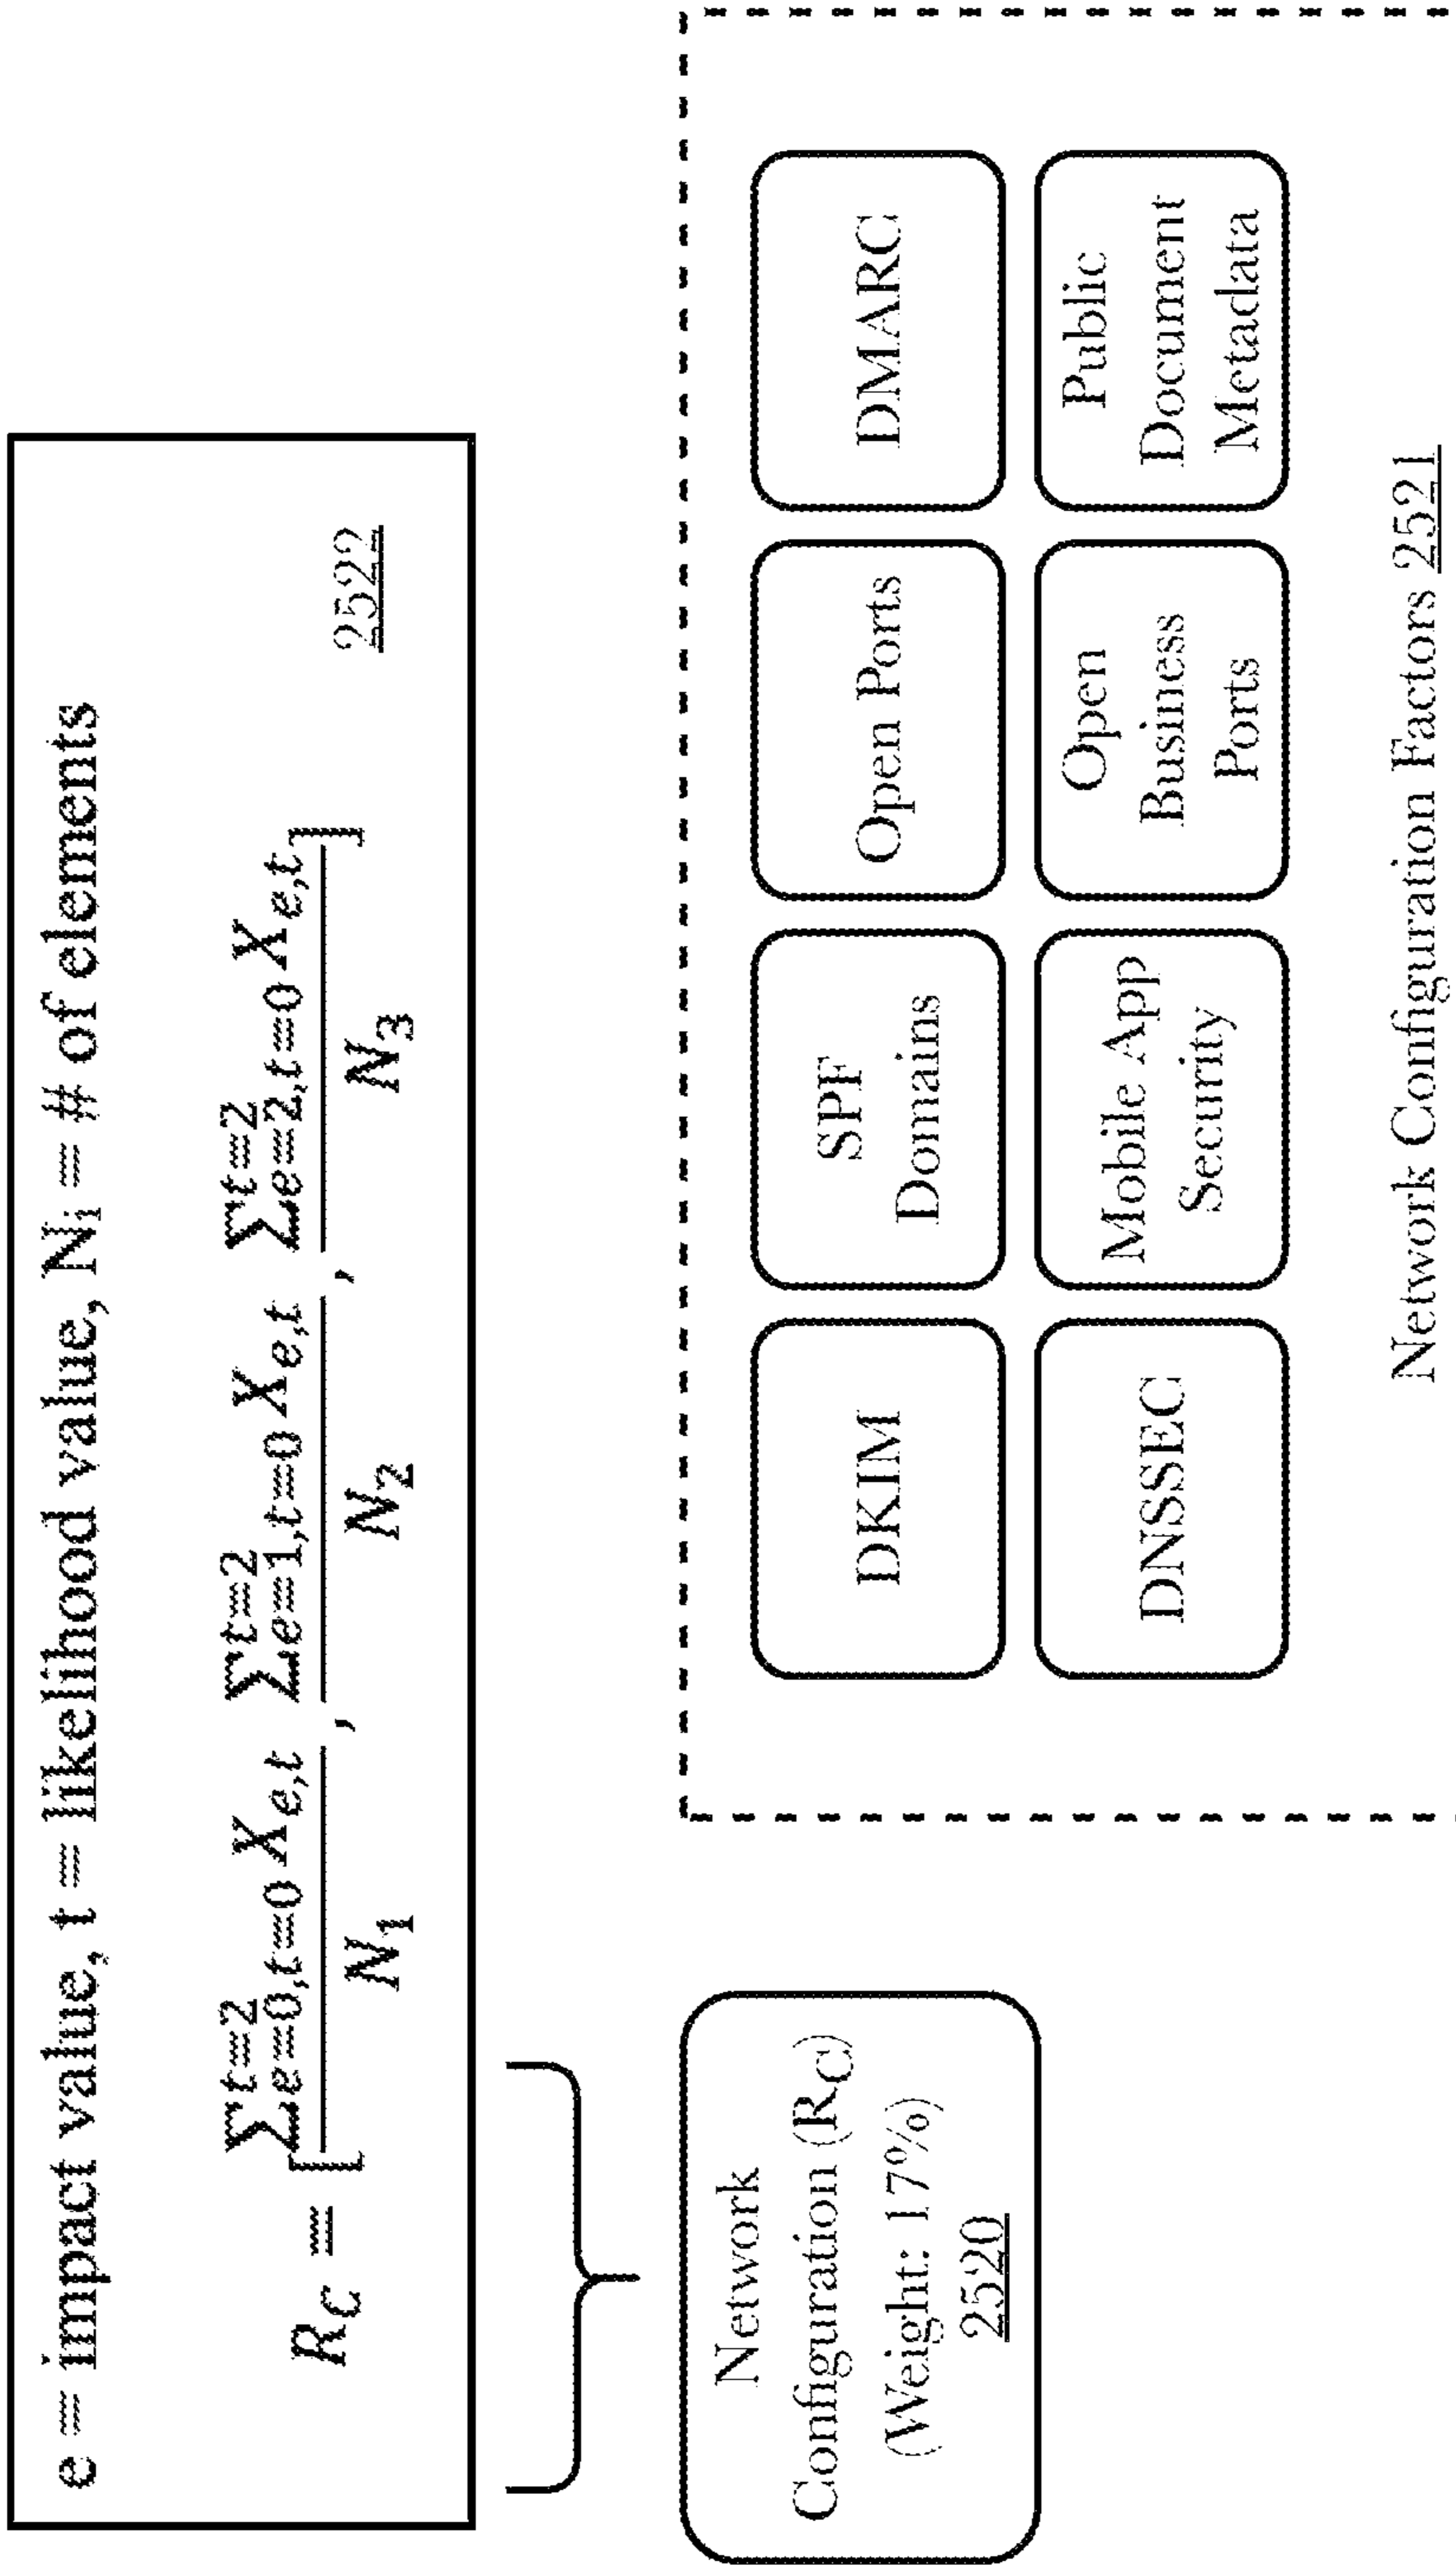 e = impact value, t = likelihood value, Nᵢ = # of elements
R_C = [ Σ_{e=0,t=0}^{t=2} X_{e,t} / N₁ , Σ_{e=1,t=0}^{t=2} X_{e,t} / N₂ , Σ_{e=2,t=0}^{t=2} X_{e,t} / N₃ ]
2522
Network
Configuration (R_C)
(Weight: 17%)
2520
DKIM
SPF
Domains
Open Ports
DMARC
DNSSEC
Mobile App
Security
Open
Business
Ports
Public
Document
Metadata
Network Configuration Factors 2521